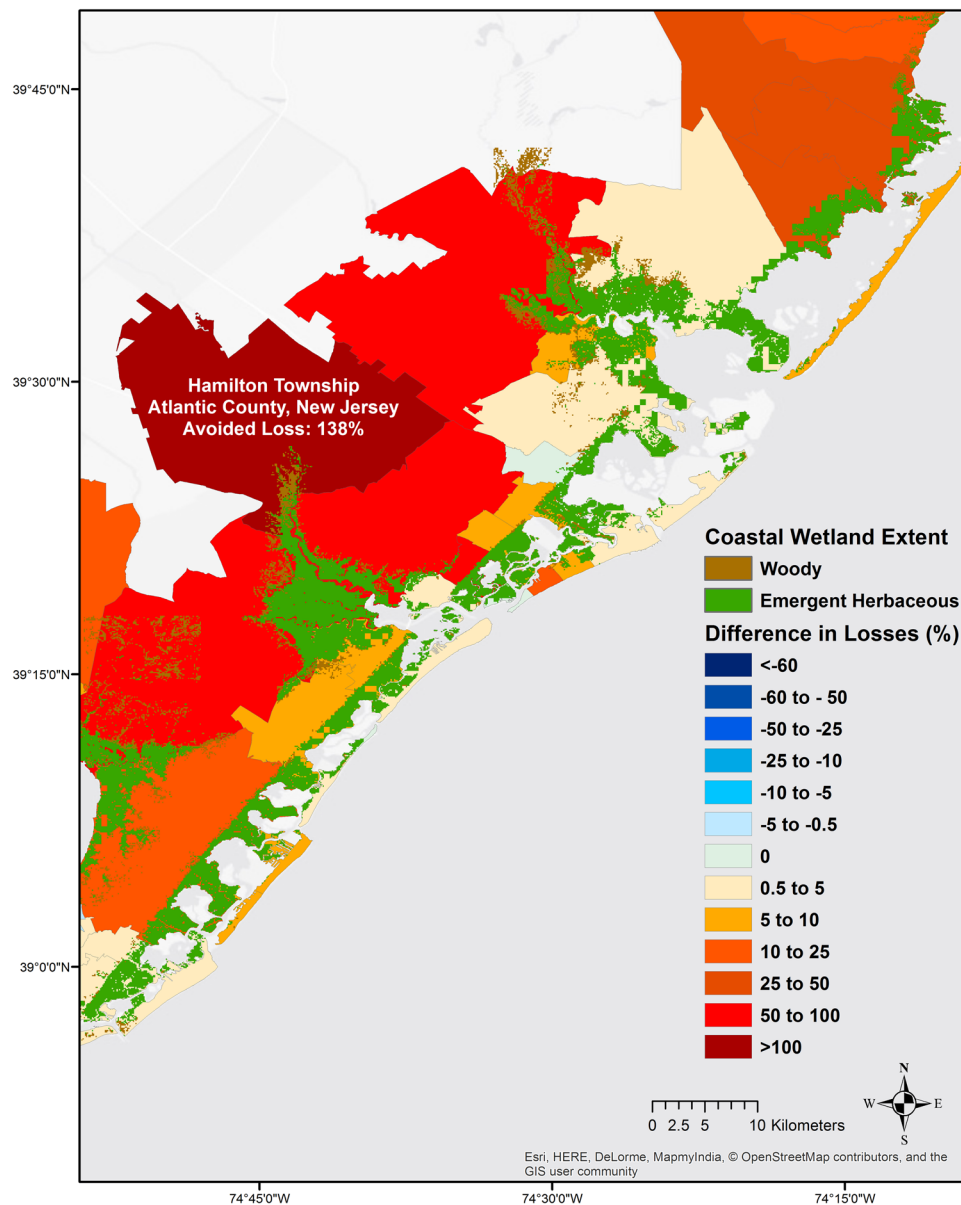 39°45'0"N
39°30'0"N
39°15'0"N
39°0'0"N
Hamilton Township
Atlantic County, New Jersey
Avoided Loss: 138%
Coastal Wetland Extent
Woody
Emergent Herbaceous
Difference in Losses (%)
<-60
-60 to - 50
-50 to -25
-25 to -10
-10 to -5
-5 to -0.5
0
0.5 to 5
5 to 10
10 to 25
25 to 50
50 to 100
>100
N
W E
S
0 2.5 5 10 Kilometers
Esri, HERE, DeLorme, MapmyIndia, © OpenStreetMap contributors, and the
GIS user community
74°45'0"W 74°30'0"W 74°15'0"W